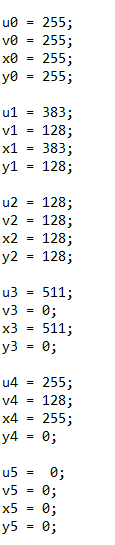 u0 = 255;
v0 = 255;
x0 = 255;
y0 = 255;

u1 = 383;
v1 = 128;
x1 = 383;
y1 = 128;

u2 = 128;
v2 = 128;
x2 = 128;
y2 = 128;

u3 = 511;
v3 = 0;
x3 = 511;
y3 = 0;

u4 = 255;
v4 = 128;
x4 = 255;
y4 = 0;

u5 =  0;
v5 = 0;
x5 = 0;
y5 = 0;